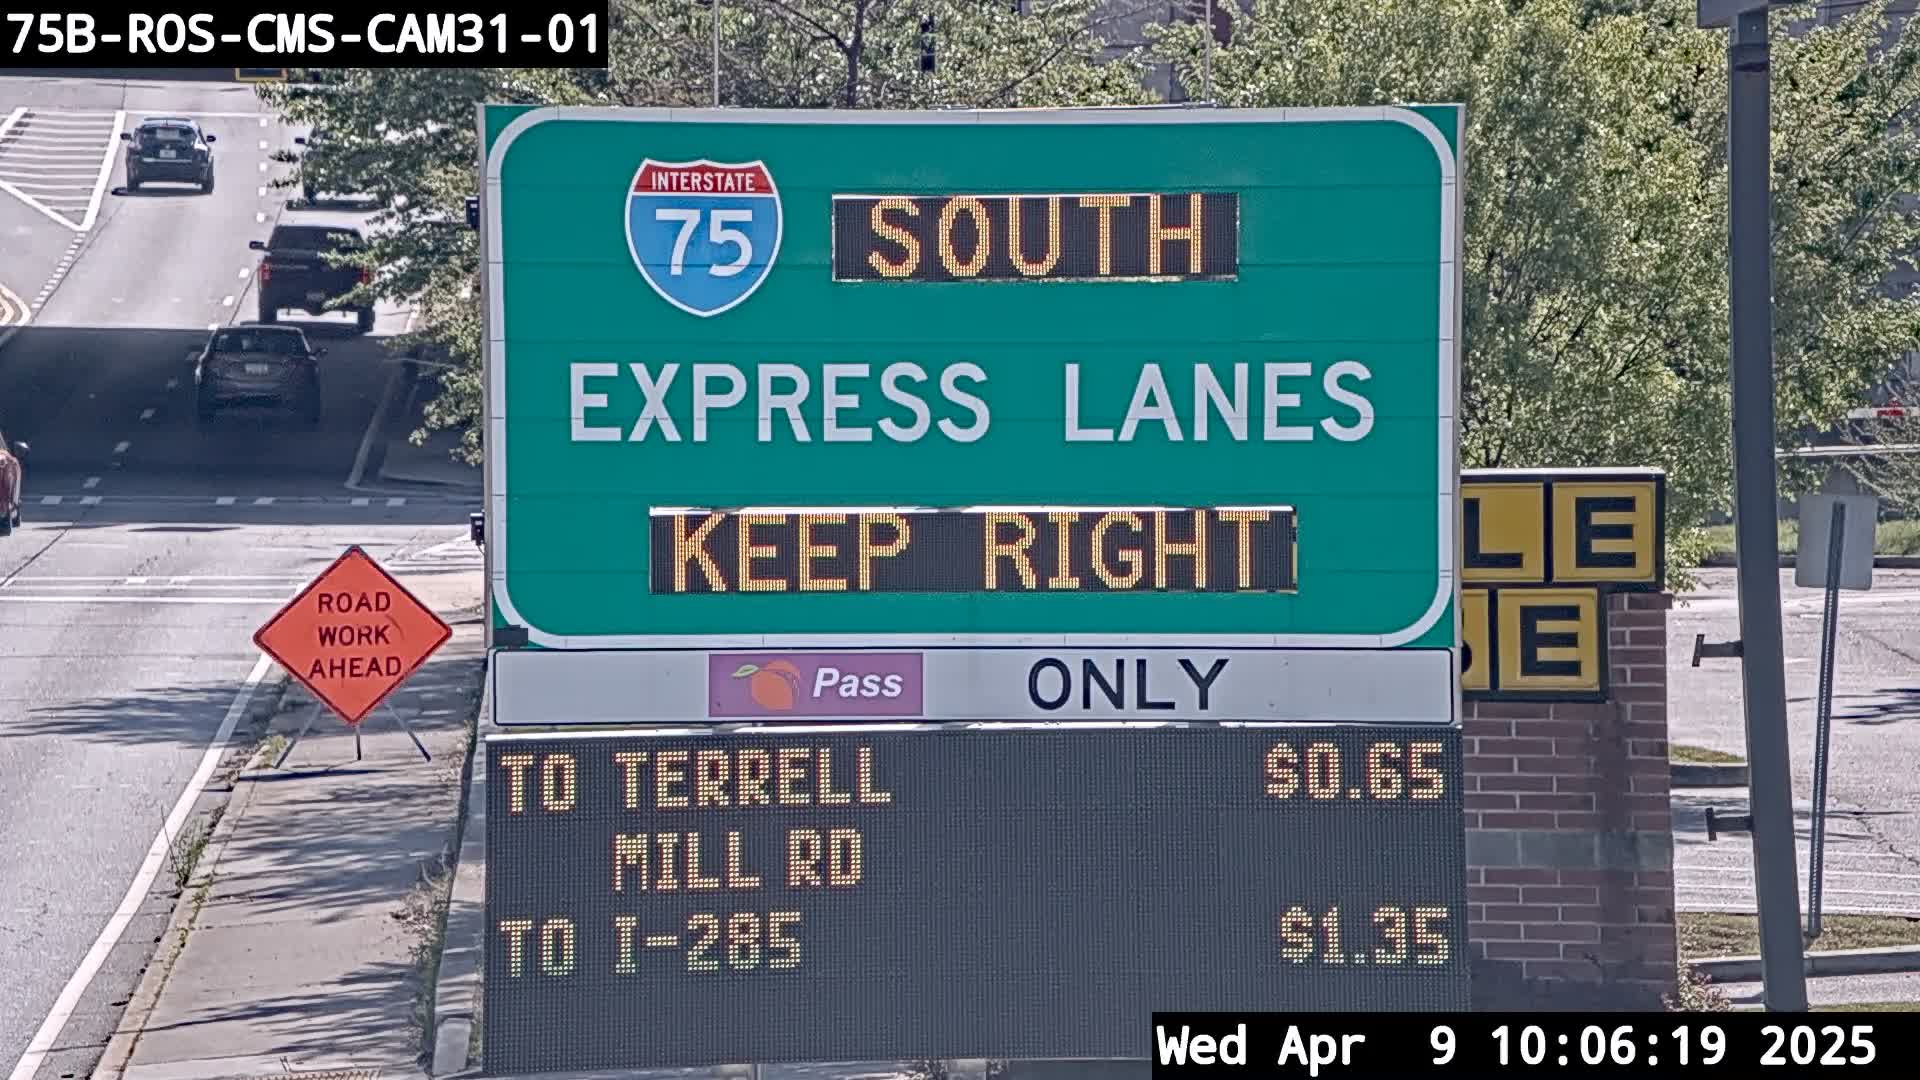 75B-ROS-CMS-CAM31-01
INTERSTATE
75
SOUTH
EXPRESS LANES
KEEP RIGHT
ROAD
WORK
AHEAD
Pass ONLY
TO TERRELL $0.65
MILL RD
TO I-285 $1.35
LE
E
Wed Apr 9 10:06:19 2025